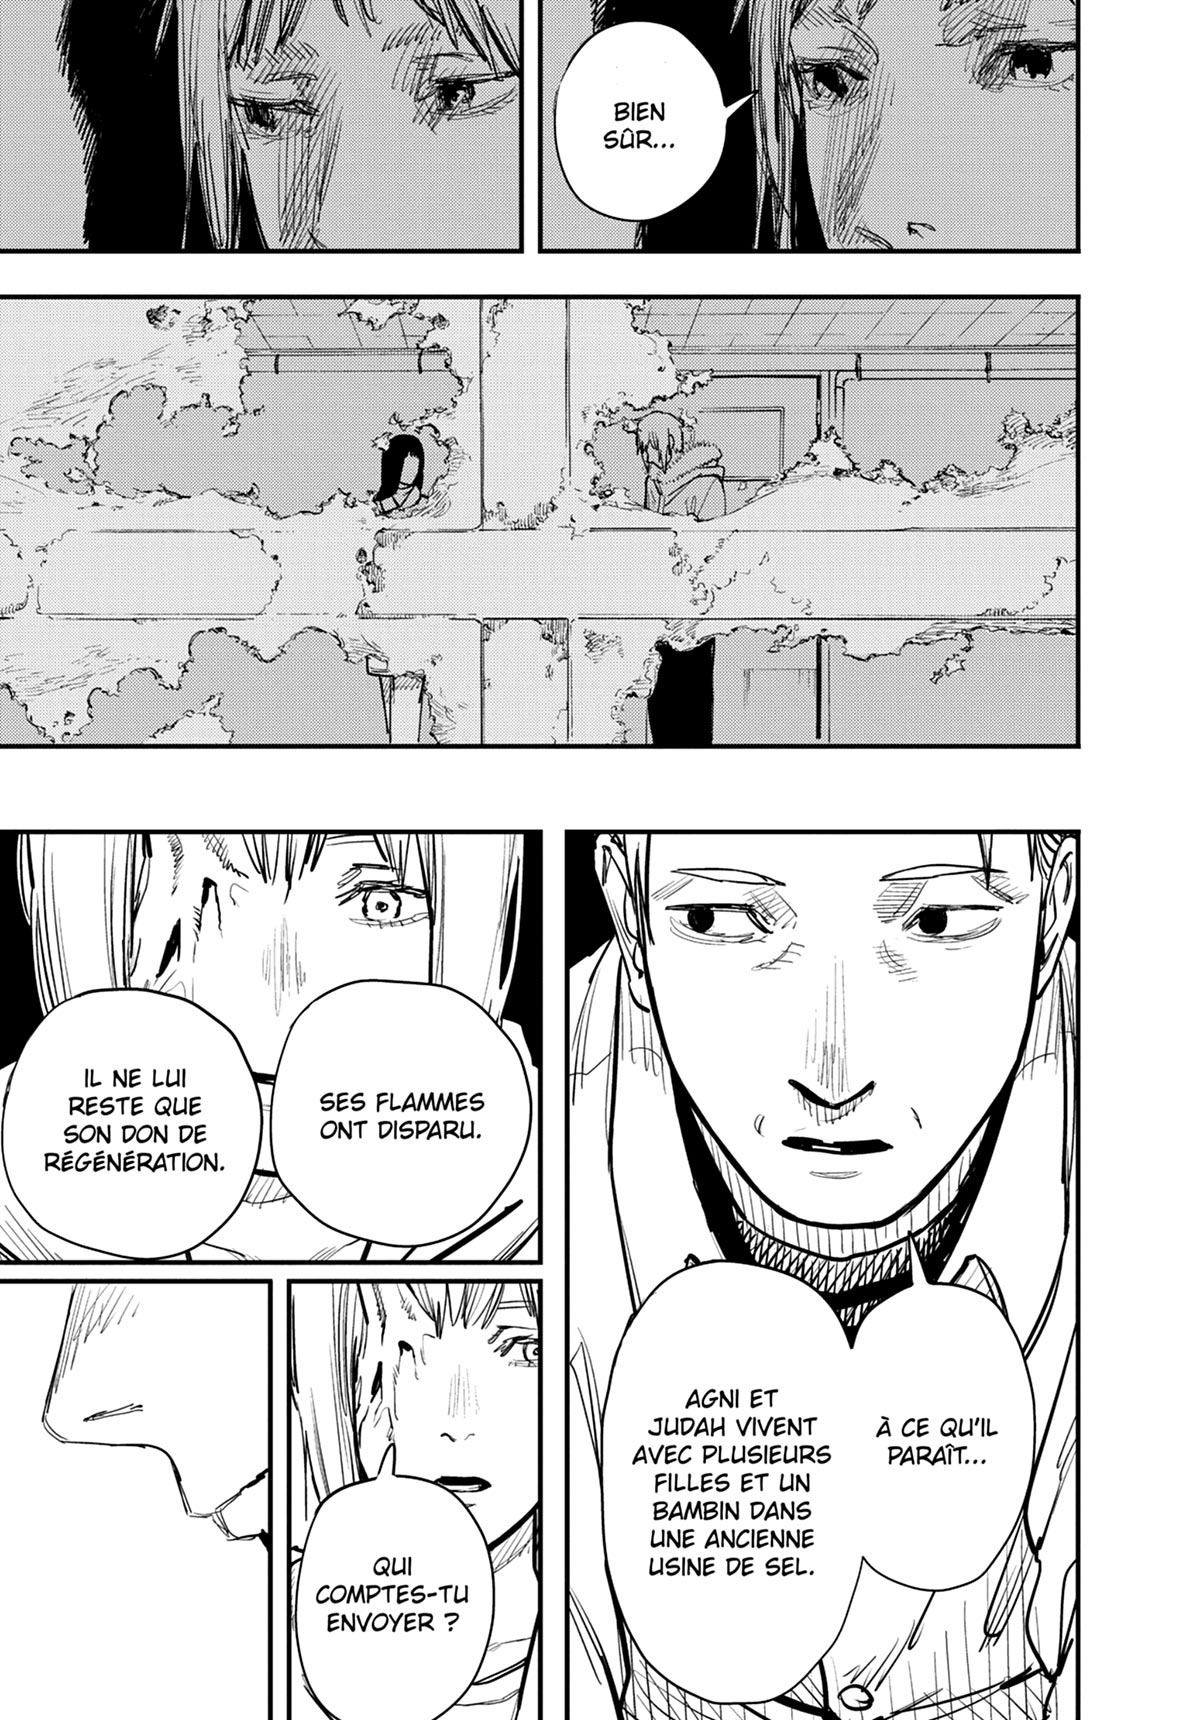 BIEN
SÛR...
À CE QU'IL
PARAÎT...
AGNI ET
JUDAH VIVENT
AVEC PLUSIEURS
FILLES ET UN
BAMBIN DANS
UNE ANCIENNE
USINE DE SEL.
SES FLAMMES
ONT DISPARU.
IL NE LUI
RESTE QUE
SON DON DE
RÉGÉNÉRATION.
QUI
COMPTES-TU
ENVOYER ?